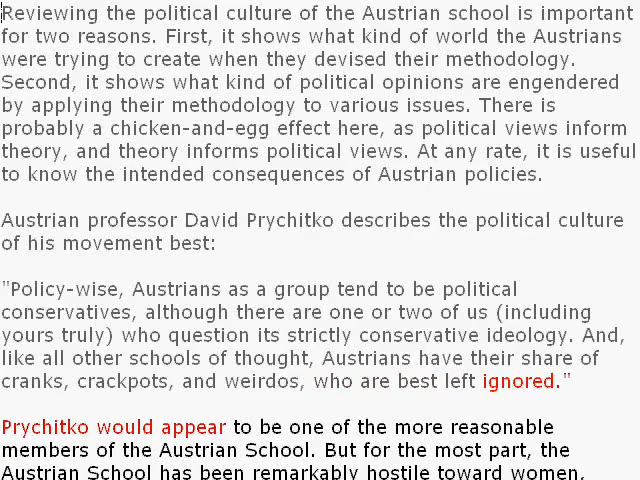 Reviewing the political culture of the Austrian school is important
for two reasons. First, it shows what kind of world the Austrians
were trying to create when they devised their methodology.
Second, it shows what kind of political opinions are engendered
by applying their methodology to various issues. There is
probably a chicken-and-egg effect here, as political views inform
theory, and theory informs political views. At any rate, it is useful
to know the intended consequences of Austrian policies.
Austrian professor David Prychitko describes the political culture
of his movement best:
"Policy-wise, Austrians as a group tend to be political
conservatives, although there are one or two of us (including
yours truly) who question its strictly conservative ideology. And,
like all other schools of thought, Austrians have their share of
cranks, crackpots, and weirdos, who are best left ignored."
Prychitko would appear to be one of the more reasonable
members of the Austrian School. But for the most part, the
Austrian School has been remarkably hostile toward women,